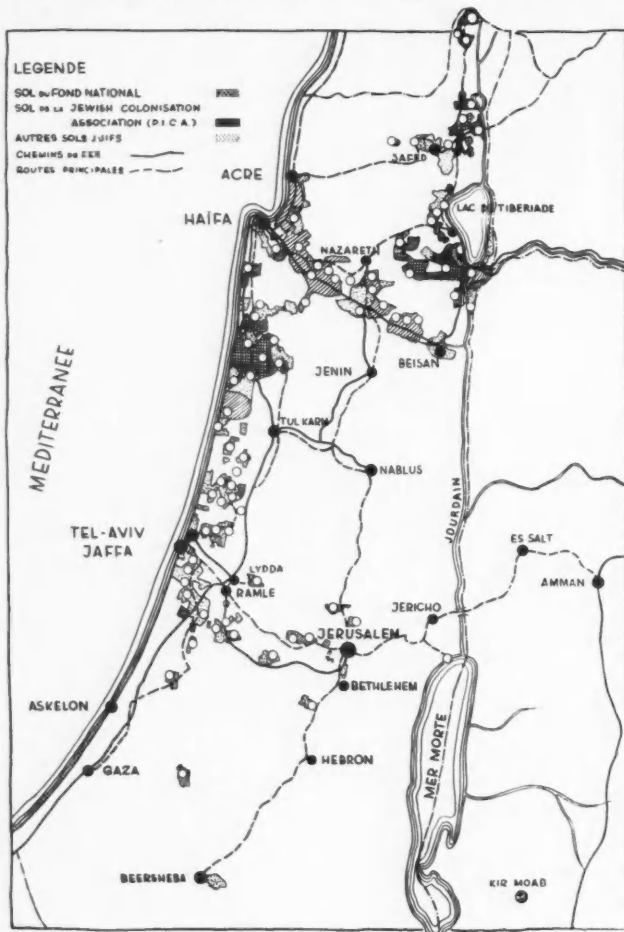 LEGENDE
SOL DU FOND NATIONAL
SOL DE LA JEWISH COLONISATION
ASSOCIATION (P.I.C.A.)
AUTRES SOLS JUIFS
CHEMINS DE FER
ROUTES PRINCIPALES
SAFED
ACRE
LAC DE TIBERIADE
HAÏFA
NAZARETH
BEISAN
JENIN
MEDITERRANEE
TULKARM
NABLUS
JOURDAIN
TEL-AVIV
JAFFA
ES SALT
LYDDA
AMMAN
RAMLE
JERICHO
JERUSALEM
BETHLEHEM
ASKELON
HEBRON
GAZA
MER MORTE
BEERSHEBA
KIR MOAB